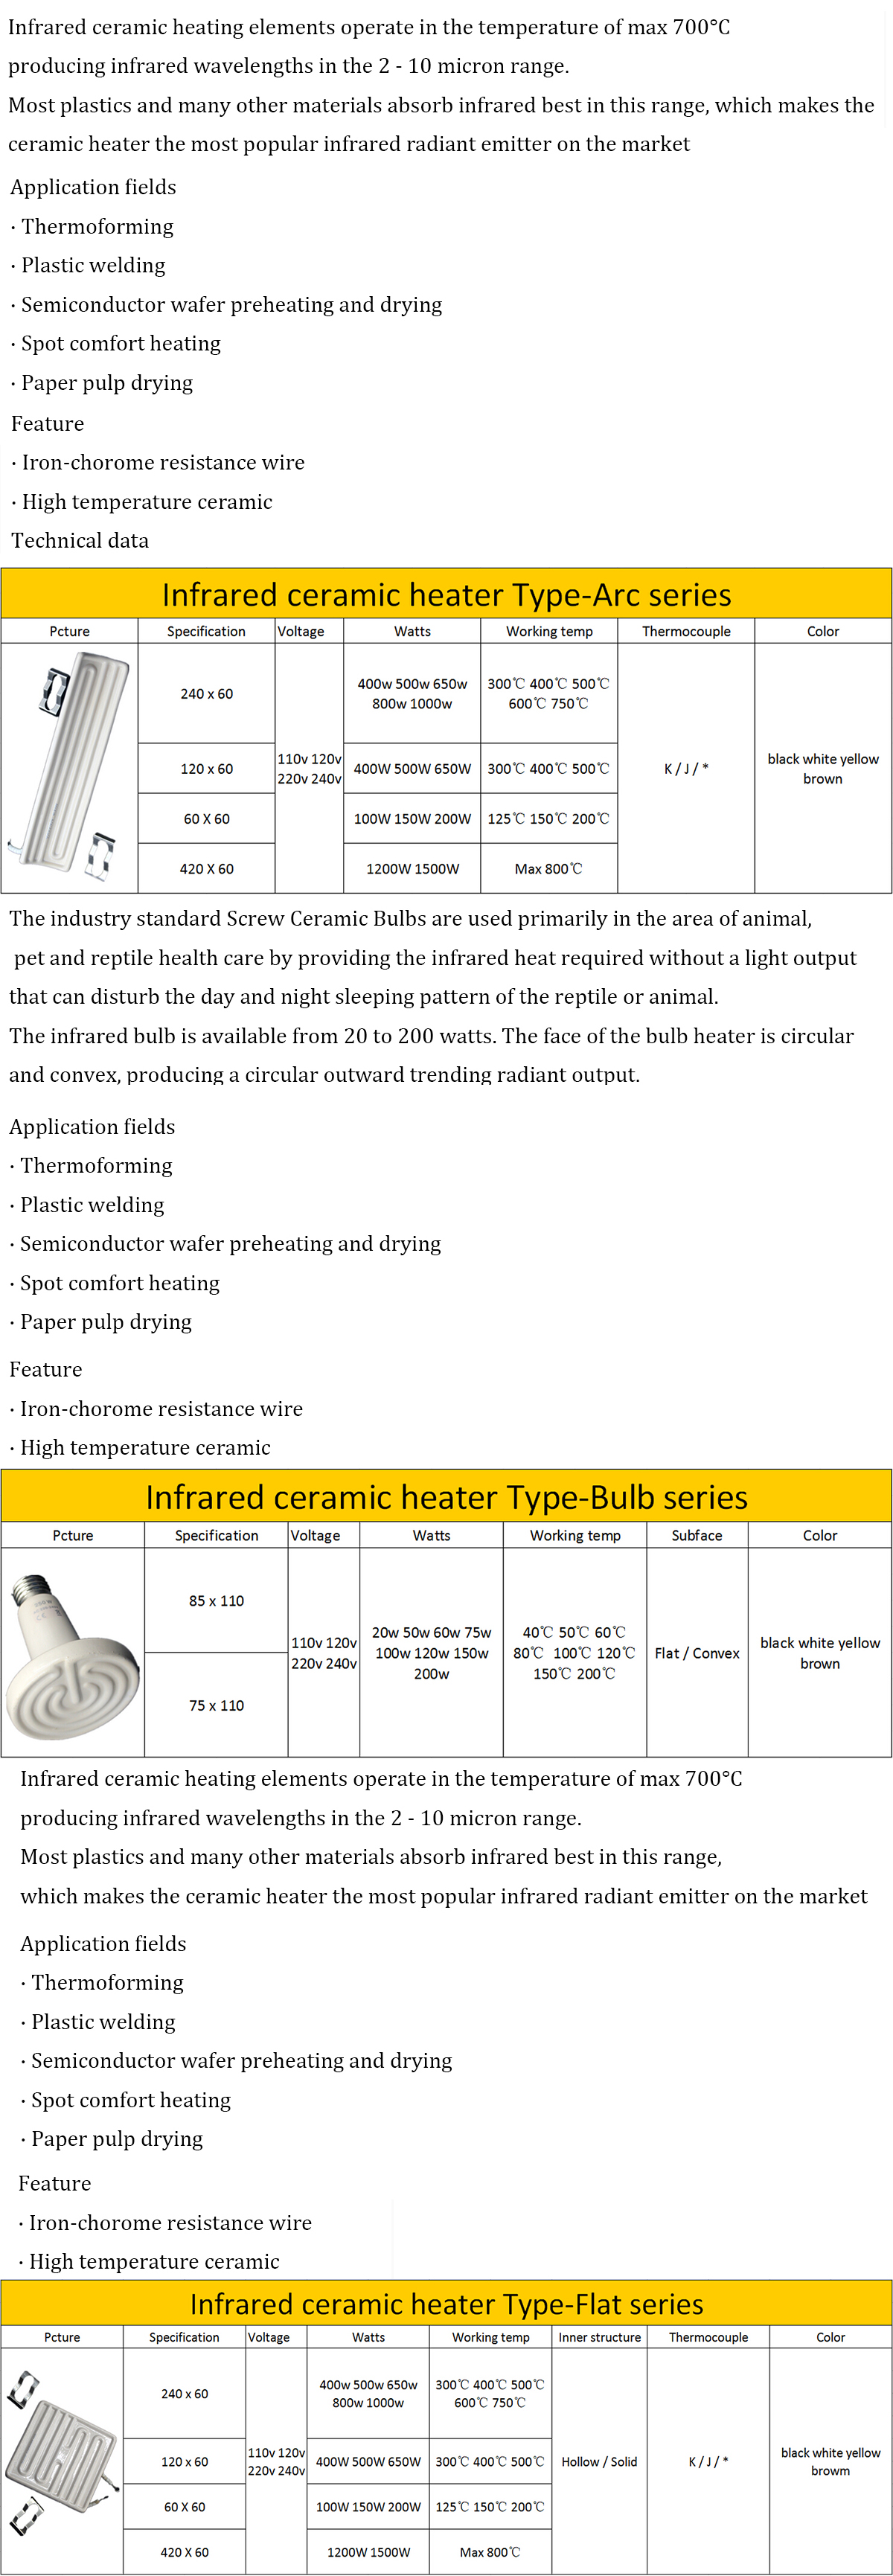 Infrared ceramic heating elements operate in the temperature of max 700°C
producing infrared wavelengths in the 2 - 10 micron range.
Most plastics and many other materials absorb infrared best in this range, which makes the
ceramic heater the most popular infrared radiant emitter on the market
Application fields
· Thermoforming
· Plastic welding
· Semiconductor wafer preheating and drying
· Spot comfort heating
· Paper pulp drying
Feature
· Iron-chorome resistance wire
· High temperature ceramic
Technical data
Infrared ceramic heater Type-Arc series
Pcture Specification Voltage Watts Working temp Thermocouple Color
240 x 60
400w 500w 650w
800w 1000w
300℃ 400℃ 500℃
600℃ 750℃
120 x 60
110v 120v
220v 240v
400W 500W 650W
300℃ 400℃ 500℃
K / J / *
black white yellow
brown
60 X 60
100W 150W 200W
125℃ 150℃ 200℃
420 X 60
1200W 1500W
Max 800℃
The industry standard Screw Ceramic Bulbs are used primarily in the area of animal,
pet and reptile health care by providing the infrared heat required without a light output
that can disturb the day and night sleeping pattern of the reptile or animal.
The infrared bulb is available from 20 to 200 watts. The face of the bulb heater is circular
and convex, producing a circular outward trending radiant output.
Application fields
· Thermoforming
· Plastic welding
· Semiconductor wafer preheating and drying
· Spot comfort heating
· Paper pulp drying
Feature
· Iron-chorome resistance wire
· High temperature ceramic
Infrared ceramic heater Type-Bulb series
Pcture Specification Voltage Watts Working temp Subface Color
85 x 110
75 x 110
110v 120v
220v 240v
20w 50w 60w 75w
100w 120w 150w
200w
40℃ 50℃ 60℃
80℃ 100℃ 120℃
150℃ 200℃
Flat / Convex
black white yellow
brown
Infrared ceramic heating elements operate in the temperature of max 700°C
producing infrared wavelengths in the 2 - 10 micron range.
Most plastics and many other materials absorb infrared best in this range,
which makes the ceramic heater the most popular infrared radiant emitter on the market
Application fields
· Thermoforming
· Plastic welding
· Semiconductor wafer preheating and drying
· Spot comfort heating
· Paper pulp drying
Feature
· Iron-chorome resistance wire
· High temperature ceramic
Infrared ceramic heater Type-Flat series
Pcture Specification Voltage Watts Working temp Inner structure Thermocouple Color
240 x 60
400w 500w 650w
800w 1000w
300℃ 400℃ 500℃
600℃ 750℃
120 x 60
110v 120v
220v 240v
400W 500W 650W
300℃ 400℃ 500℃
Hollow / Solid
K / J / *
black white yellow
browm
60 X 60
100W 150W 200W
125℃ 150℃ 200℃
420 X 60
1200W 1500W
Max 800℃